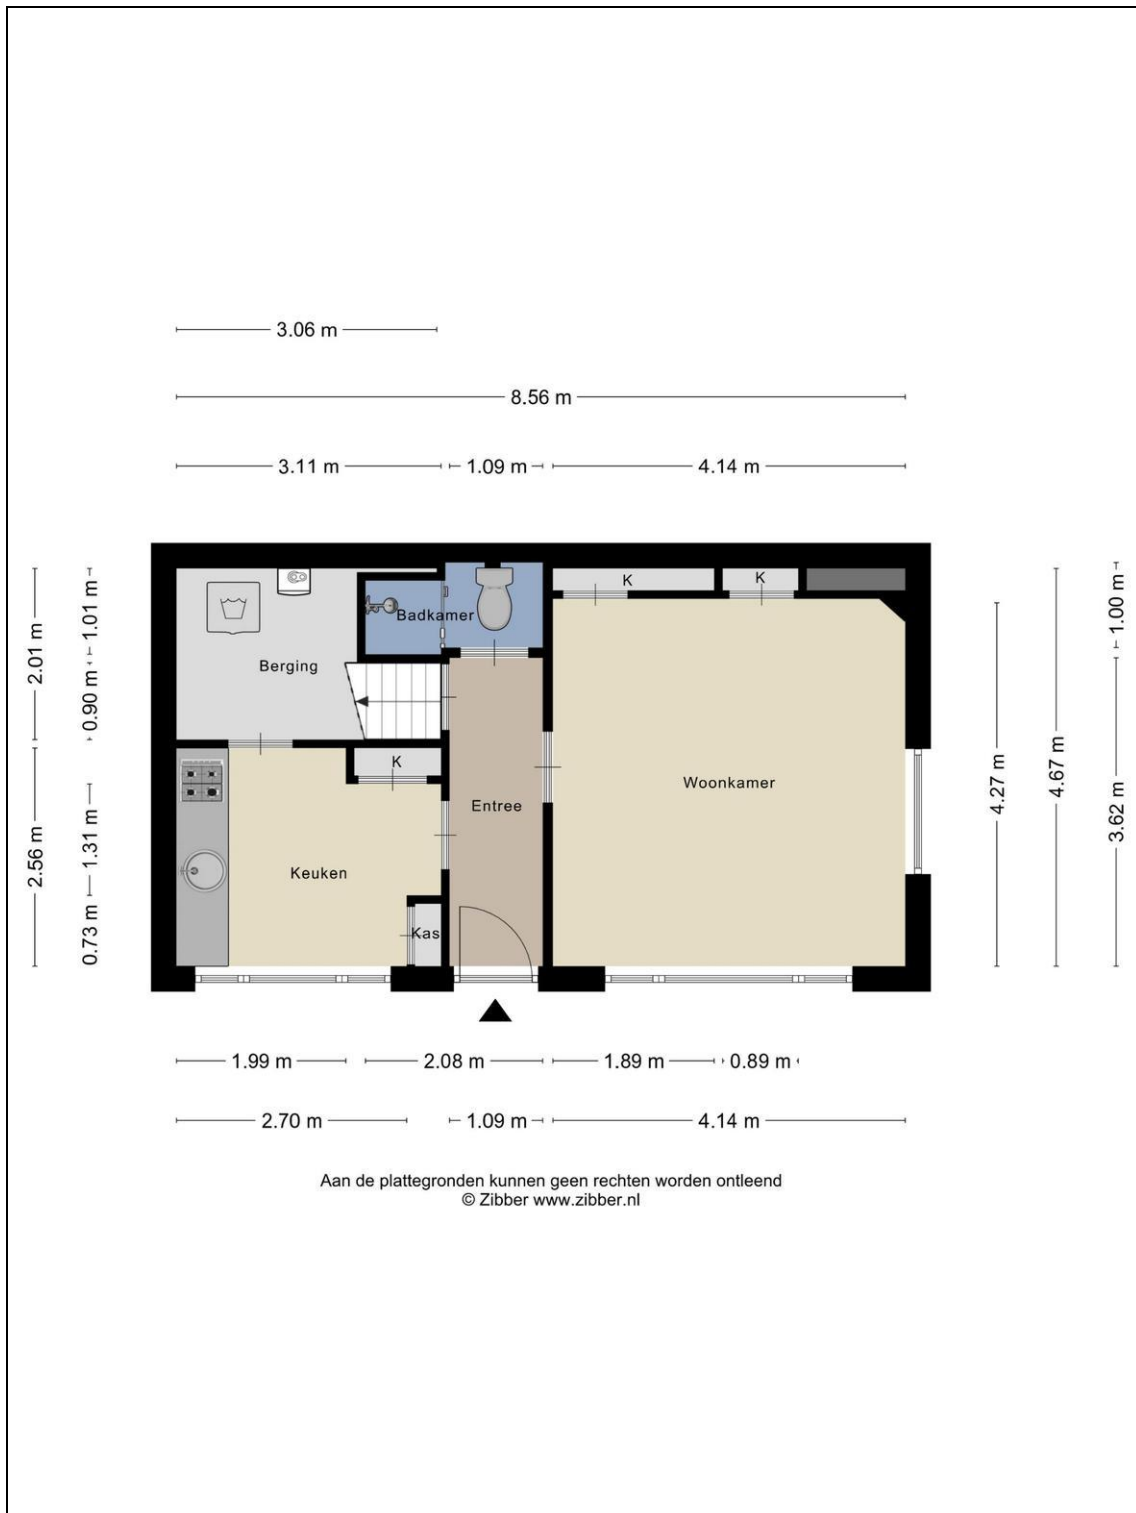 3.06 m
8.56 m
3.11 m
1.09 m
4.14 m
2.01 m
1.01 m
0.90 m
2.56 m
1.31 m
0.73 m
K
K
Badkamer
Berging
K
Woonkamer
Entree
Keuken
Kas
1.00 m
4.27 m
4.67 m
3.62 m
1.99 m
2.08 m
1.89 m
0.89 m
2.70 m
1.09 m
4.14 m
Aan de plattegronden kunnen geen rechten worden ontleend
© Zibber www.zibber.nl